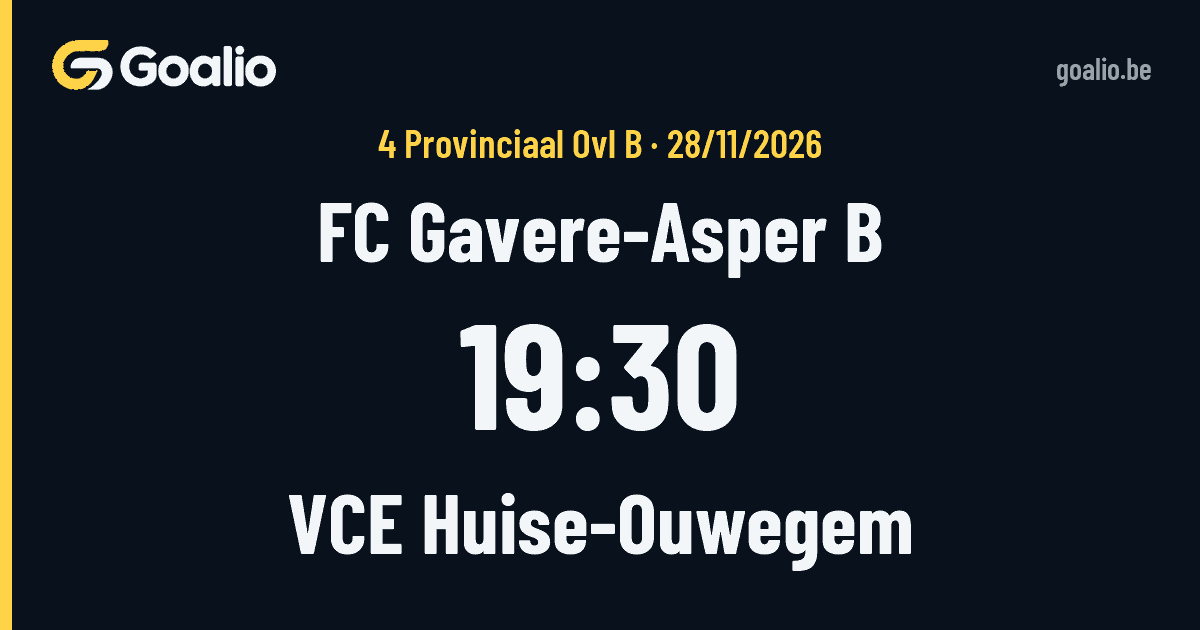 Goalio
goalio.be
4 Provinciaal Ovl B · 28/11/2026
FC Gavere-Asper B
19:30
VCE Huise-Ouwegem